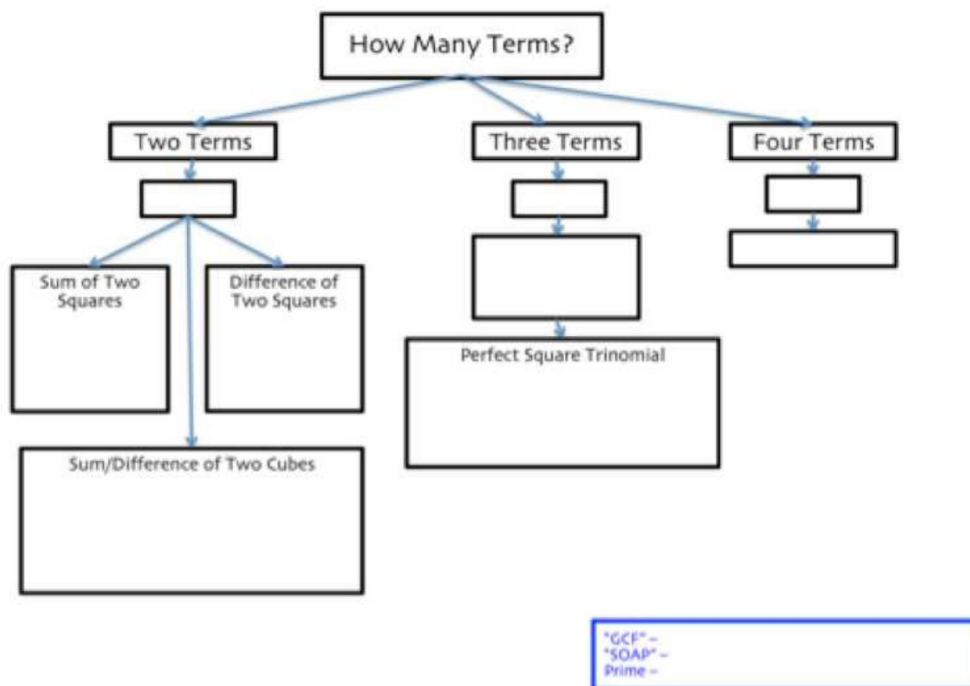 How Many Terms?
Two Terms
Three Terms
Four Terms
Sum of Two
Squares
Difference of
Two Squares
Perfect Square Trinomial
Sum/Difference of Two Cubes
"GCF" –
"SOAP" –
Prime –